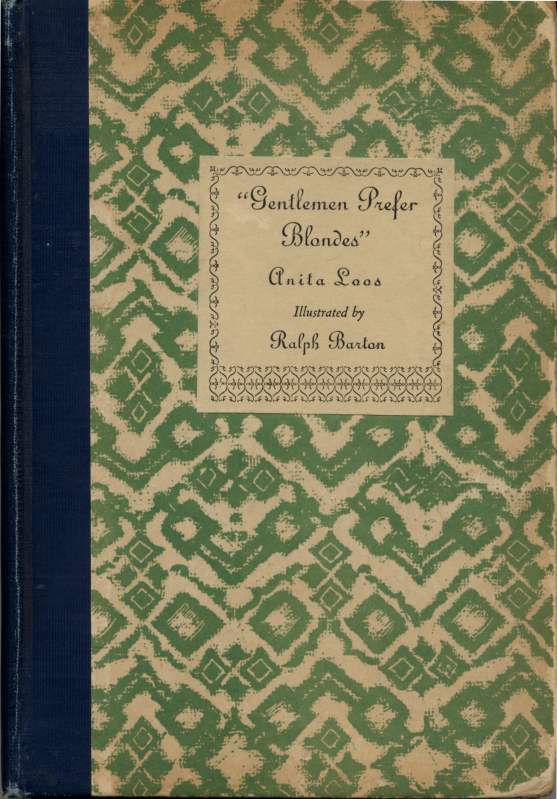 “Gentlemen Prefer
Blondes”
Anita Loos
Illustrated by
Ralph Barton